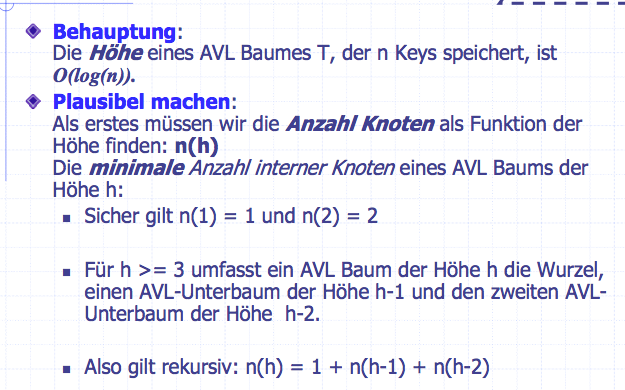 Behauptung:
Die Höhe eines AVL Baumes T, der n Keys speichert, ist
O(log(n)).
Plausibel machen:
Als erstes müssen wir die Anzahl Knoten als Funktion der
Höhe finden: n(h)
Die minimale Anzahl interner Knoten eines AVL Baums der
Höhe h:
Sicher gilt n(1) = 1 und n(2) = 2
Für h >= 3 umfasst ein AVL Baum der Höhe h die Wurzel,
einen AVL-Unterbaum der Höhe h-1 und den zweiten AVL-
Unterbaum der Höhe h-2.
Also gilt rekursiv: n(h) = 1 + n(h-1) + n(h-2)